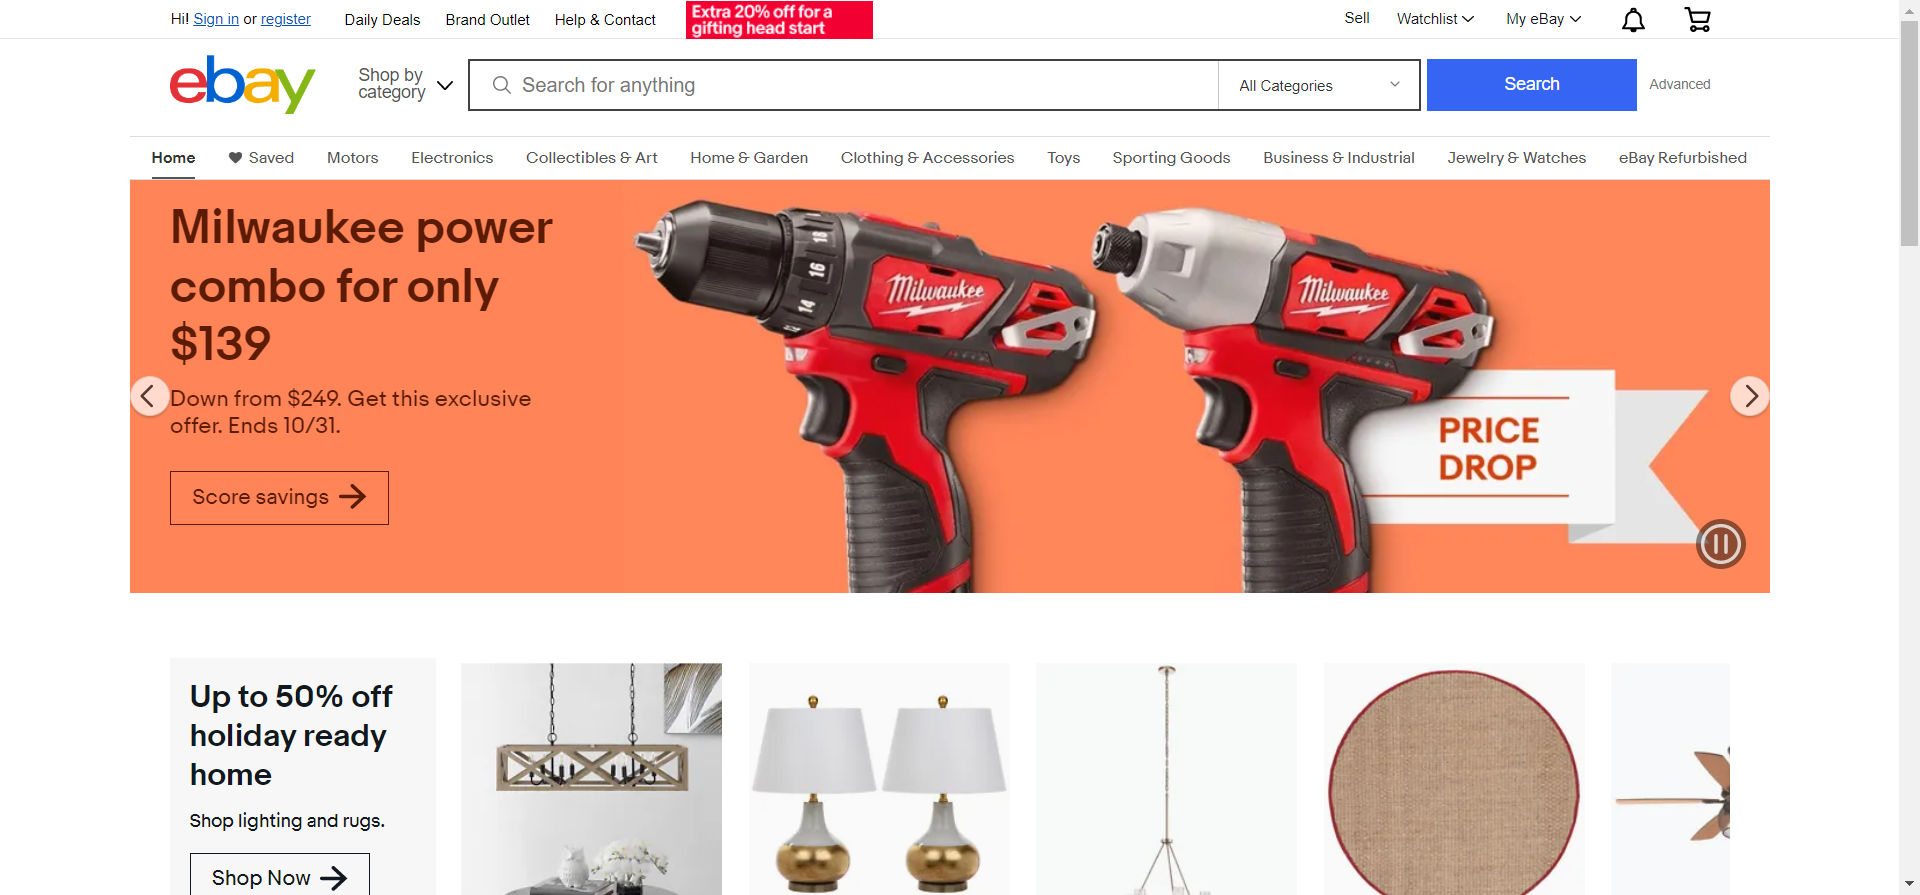 Hi! Sign in or register
Daily Deals
Brand Outlet
Help & Contact
Extra 20% off for a
gifting head start
Sell
Watchlist
My eBay
ebay
Shop by
category
Search for anything
All Categories
Search
Advanced
Home
Saved
Motors
Electronics
Collectibles & Art
Home & Garden
Clothing & Accessories
Toys
Sporting Goods
Business & Industrial
Jewelry & Watches
eBay Refurbished
Milwaukee power
combo for only
$139
Down from $249. Get this exclusive
offer. Ends 10/31.
Score savings
18
16
14
12
Milwaukee
Milwaukee
PRICE
DROP
Up to 50% off
holiday ready
home
Shop lighting and rugs.
Shop Now